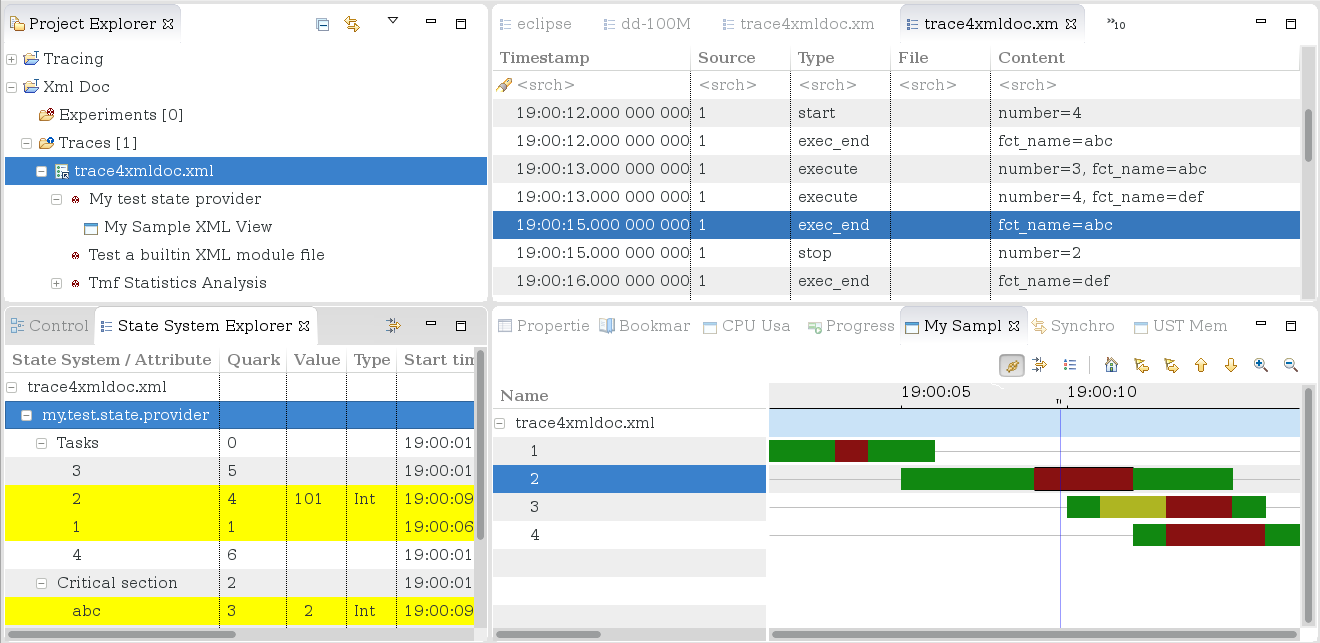 Project Explorer
Tracing
Xml Doc
Experiments [0]
Traces [1]
trace4xmldoc.xml
My test state provider
My Sample XML View
Test a builtin XML module file
Tmf Statistics Analysis
eclipse dd-100M trace4xmldoc.xm trace4xmldoc.xm »10
Timestamp Source Type File Content
<srch> <srch> <srch> <srch> <srch>
19:00:12.000 000 000 1 start number=4
19:00:12.000 000 000 1 exec_end fct_name=abc
19:00:13.000 000 000 1 execute number=3, fct_name=abc
19:00:13.000 000 000 1 execute number=4, fct_name=def
19:00:15.000 000 000 1 exec_end fct_name=abc
19:00:15.000 000 000 1 stop number=2
19:00:16.000 000 000 1 exec_end fct_name=def
Control State System Explorer
State System / Attribute Quark Value Type Start tim
trace4xmldoc.xml
my.test.state.provider
Tasks 0 19:00:01
3 5 19:00:01
2 4 101 Int 19:00:09
1 1 19:00:06
4 6 19:00:01
Critical section 2 19:00:01
abc 3 2 Int 19:00:09
Propertie Bookmar CPU Usa Progress My Sampl Synchro UST Mem
Name 19:00:05 19:00:10
trace4xmldoc.xml
1
2
3
4